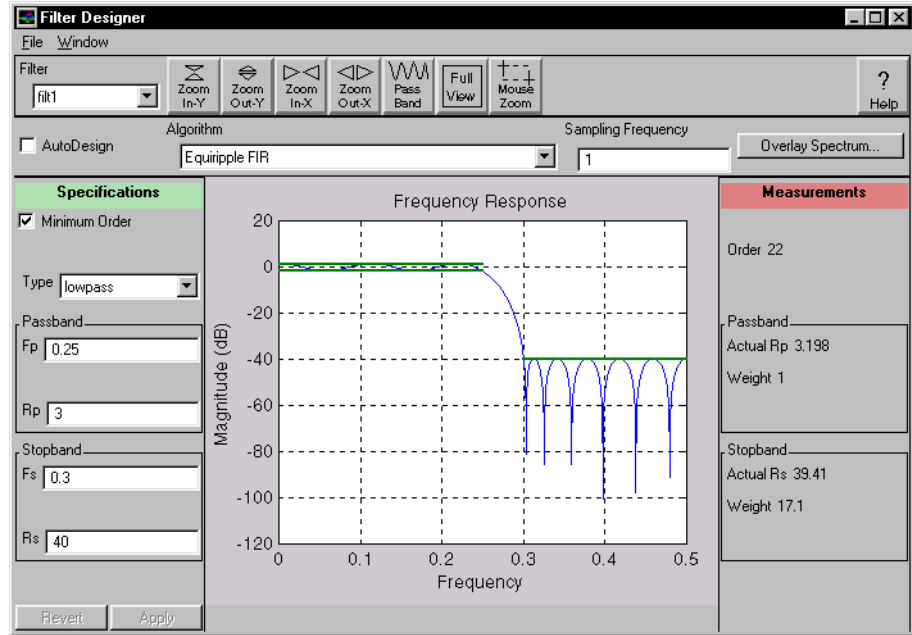 Filter Designer
File Window
Filter
filt1
Zoom In-Y
Zoom Out-Y
Zoom In-X
Zoom Out-X
Pass Band
Full View
Mouse Zoom
?
Help
AutoDesign
Algorithm
Equiripple FIR
Sampling Frequency
1
Overlay Spectrum...
Specifications
Minimum Order
Type lowpass
Passband
Fp 0.25
Rp 3
Stopband
Fs 0.3
Rs 40
Revert Apply
Frequency Response
Magnitude (dB)
20
0
-20
-40
-60
-80
-100
-120
0 0.1 0.2 0.3 0.4 0.5
Frequency
Measurements
Order 22
Passband
Actual Rp 3.198
Weight 1
Stopband
Actual Rs 39.41
Weight 17.1